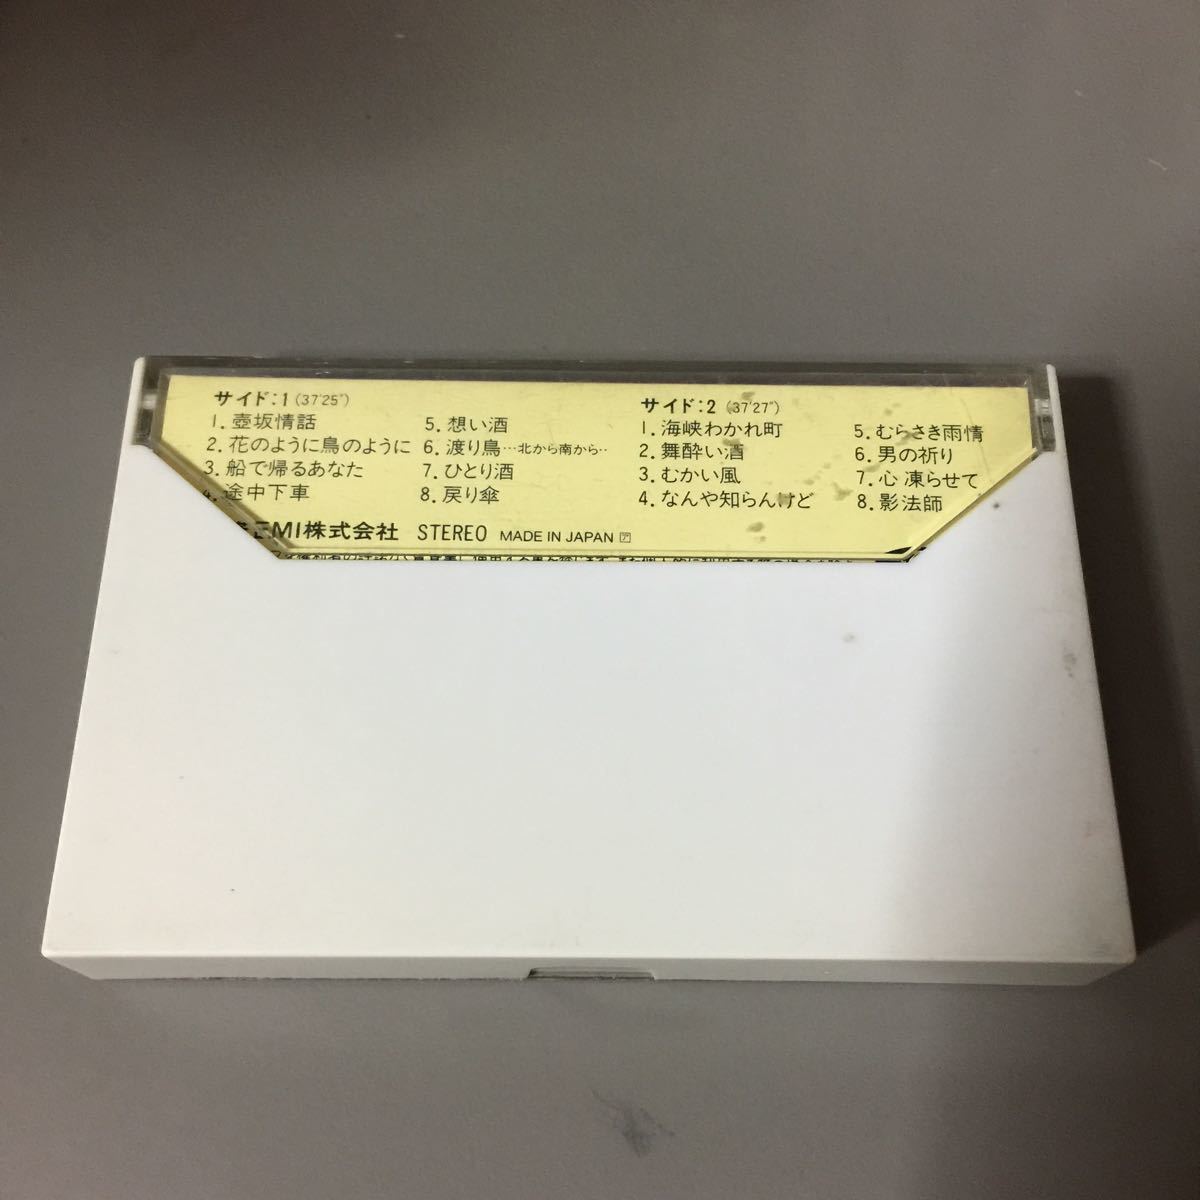 サイド:1 (37'25")
1. 壺坂情話
2. 花のように鳥のように
3. 船で帰るあなた
4. 途中下車
5. 想い酒
6. 渡り鳥…北から南から‥
7. ひとり酒
8. 戻り傘
サイド:2 (37'27")
1. 海峡わかれ町
2. 舞酔い酒
3. むかい風
4. なんや知らんけど
5. むらさき雨情
6. 男の祈り
7. 心凍らせて
8. 影法師
EMI株式会社 STEREO MADE IN JAPAN ア